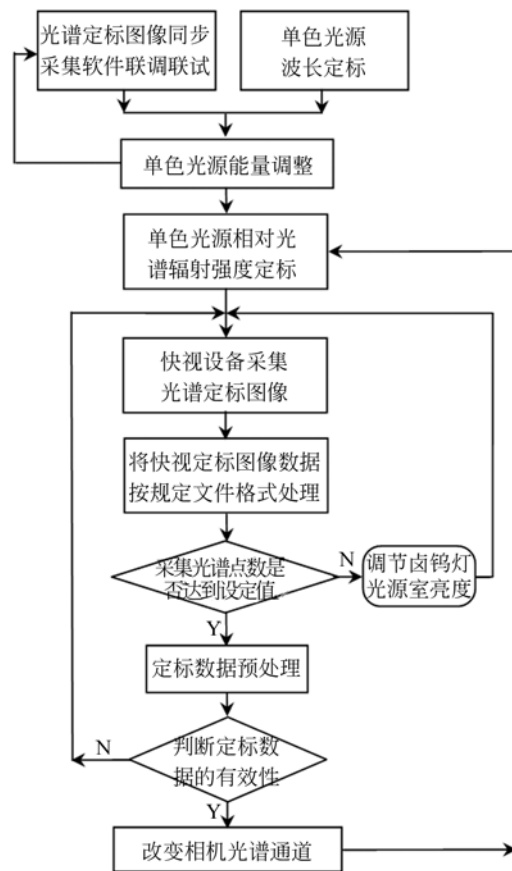 光谱定标图像同步
采集软件联调联试
单色光源
波长定标
单色光源能量调整
单色光源相对光
谱辐射强度定标
快视设备采集
光谱定标图像
将快视定标图像数据
按规定文件格式处理
采集光谱点数是
否达到设定值
N
调节卤钨灯
光源室亮度
Y
定标数据预处理
N
判断定标数
据的有效性
Y
改变相机光谱通道